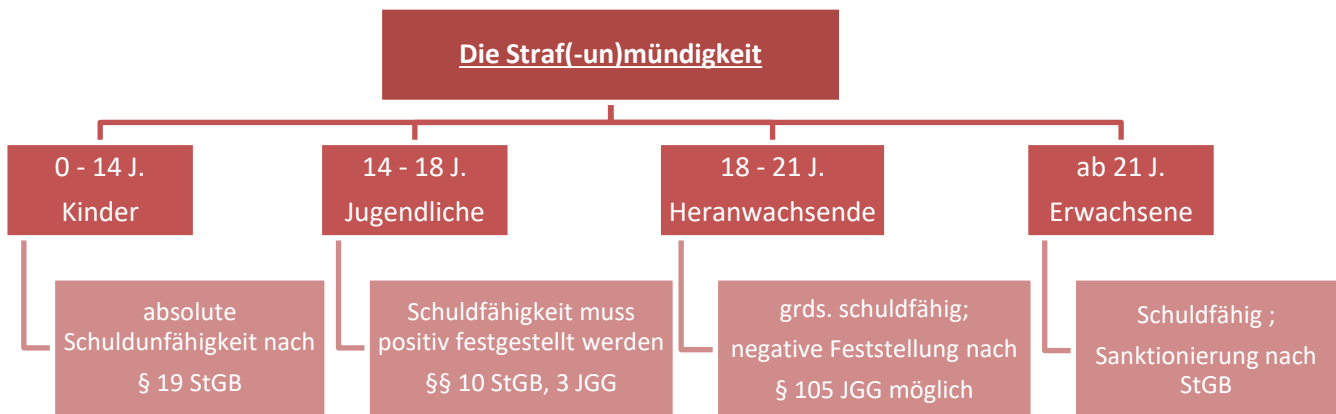 Die Straf(-un)mündigkeit
0 - 14 J.
Kinder
14 - 18 J.
Jugendliche
18 - 21 J.
Heranwachsende
ab 21 J.
Erwachsene
absolute
Schuldunfähigkeit nach
§ 19 StGB
Schuldfähigkeit muss
positiv festgestellt werden
§§ 10 StGB, 3 JGG
grds. schuldfähig;
negative Feststellung nach
§ 105 JGG möglich
Schuldfähig ;
Sanktionierung nach
StGB